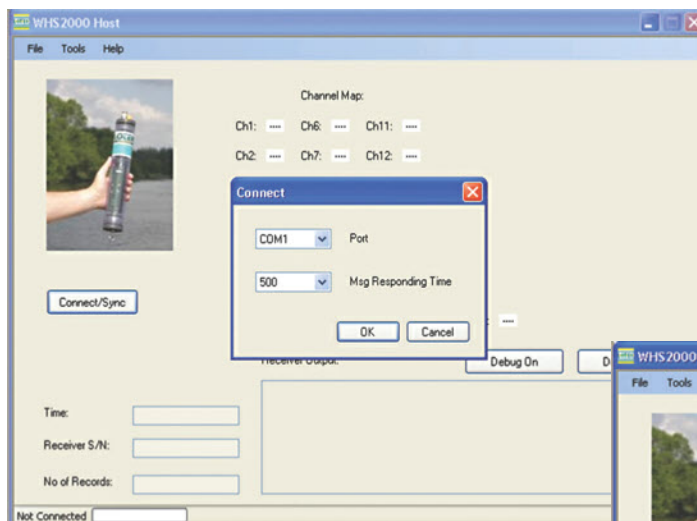 WHS2000 Host
File Tools Help
Channel Map:
Ch1: ---- Ch6: ---- Ch11: ----
Ch2: ---- Ch7: ---- Ch12: ----
Connect
COM1 Port
500 Msg Responding Time
Connect/Sync
OK Cancel
: ----
Receiver Output:
Debug On
WHS2000
File Tools
Time:
Receiver S/N:
No of Records:
Not Connected